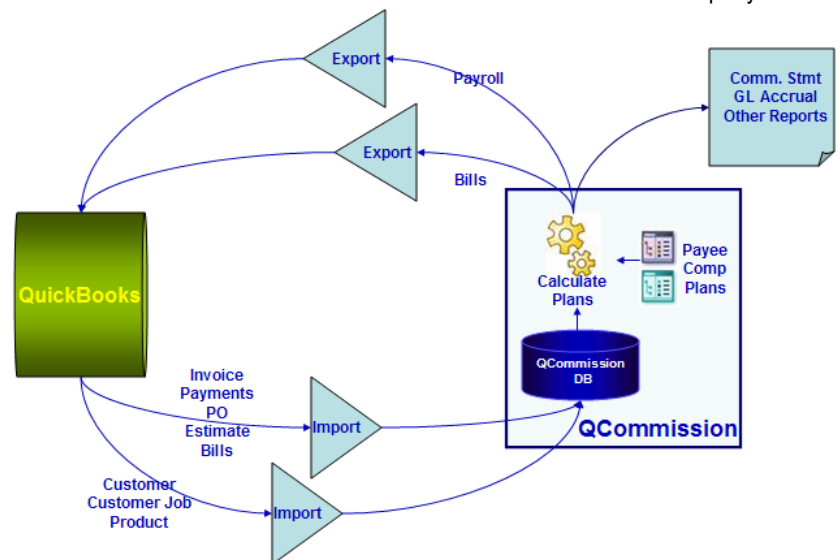 Export
Payroll
Comm. Stmt
GL Accrual
Other Reports
Export
Bills
QuickBooks
Calculate
Plans
Payee
Comp
Plans
QCommission
DB
QCommission
Invoice
Payments
PO
Estimate
Bills
Import
Customer
Customer Job
Product
Import